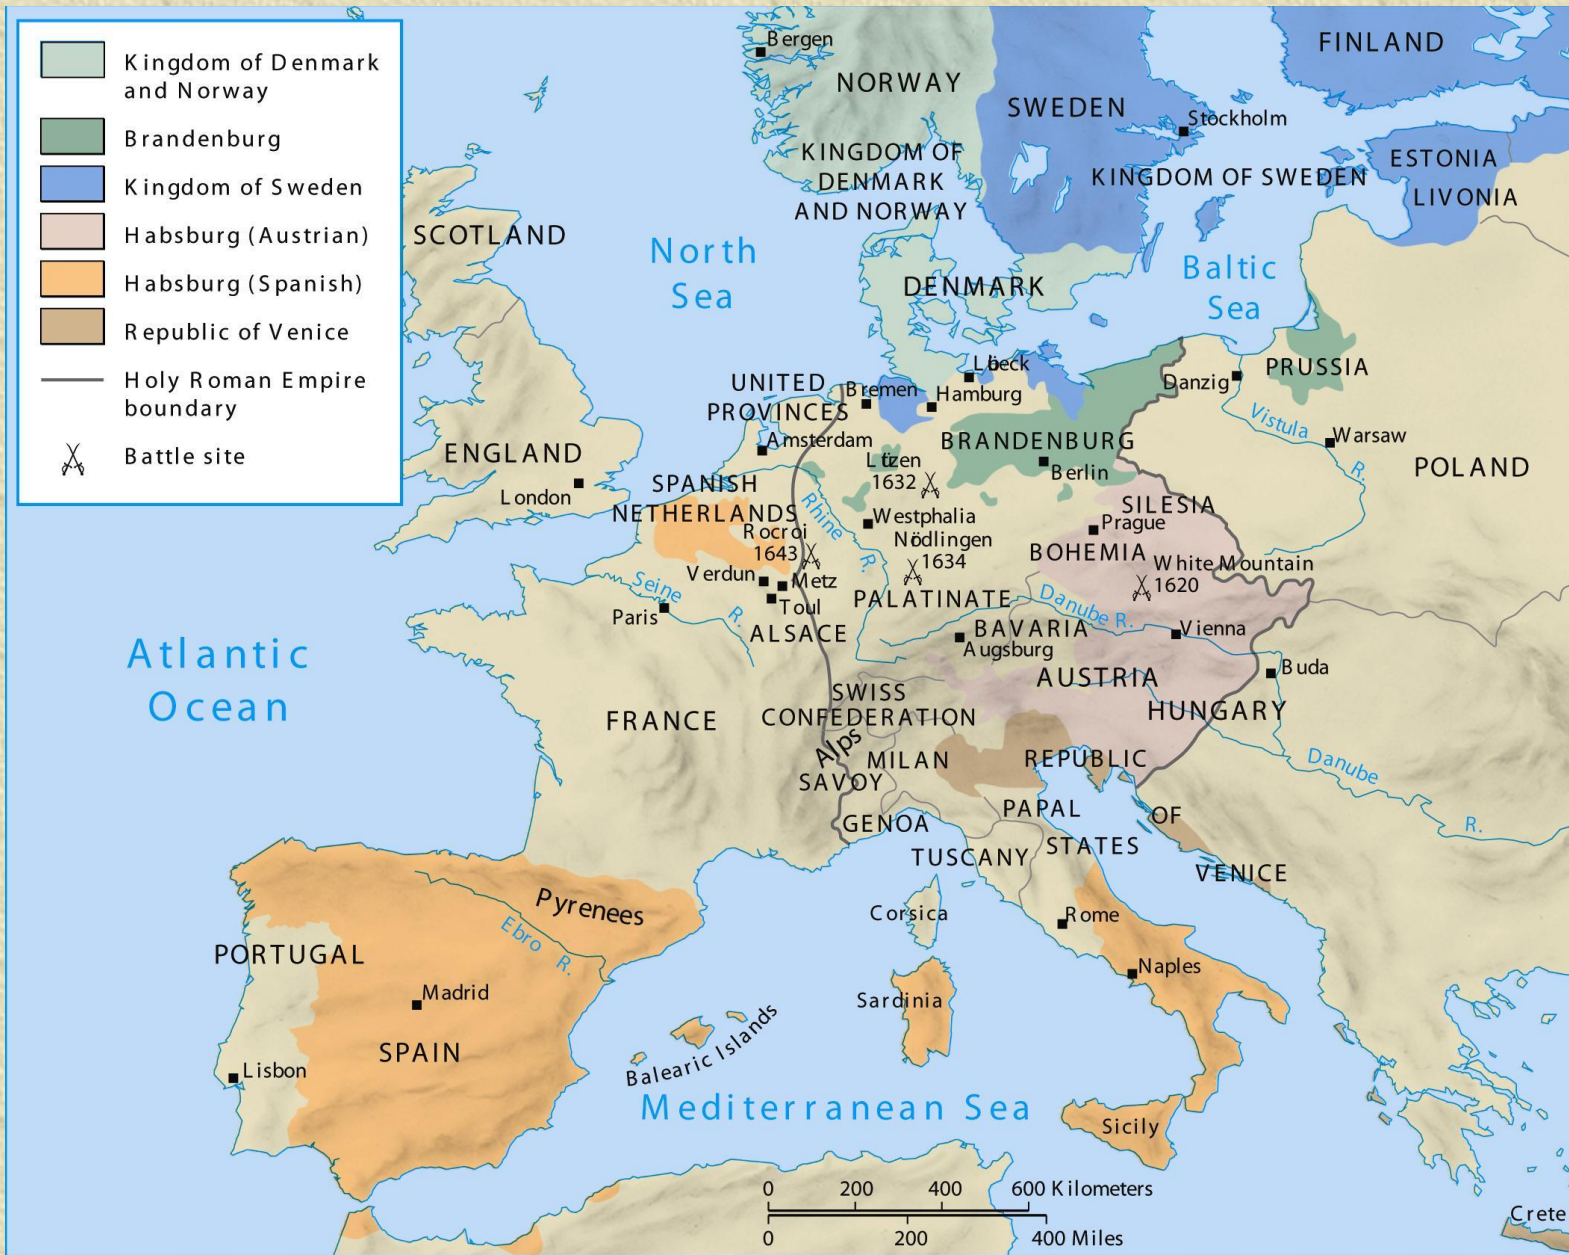 Kingdom of Denmark
and Norway
Brandenburg
Kingdom of Sweden
Habsburg (Austrian)
Habsburg (Spanish)
Republic of Venice
Holy Roman Empire
boundary
Battle site
Bergen
NORWAY
FINLAND
SWEDEN
Stockholm
KINGDOM OF
DENMARK
AND NORWAY
KINGDOM OF SWEDEN
ESTONIA
LIVONIA
SCOTLAND
North
Sea
DENMARK
Baltic
Sea
UNITED
PROVINCES
Bremen
Lübeck
Hamburg
Danzig
PRUSSIA
Vistula
R.
Warsaw
POLAND
ENGLAND
London
Amsterdam
BRANDENBURG
Berlin
Lützen
1632
SPANISH
NETHERLANDS
Rhine
R.
Westphalia
SILESIA
Prague
Rocroi
1643
Nödlingen
1634
BOHEMIA
White Mountain
1620
Verdun
Metz
Toul
Seine
R.
Paris
PALATINATE
Danube R.
ALSACE
BAVARIA
Augsburg
Vienna
Atlantic
Ocean
AUSTRIA
Buda
SWISS
CONFEDERATION
HUNGARY
FRANCE
Alps
MILAN
REPUBLIC
OF
VENICE
SAVOY
Danube
R.
GENOA
PAPAL
STATES
TUSCANY
Pyrenees
Ebro
R.
Corsica
Rome
PORTUGAL
Madrid
Naples
Sardinia
SPAIN
Lisbon
Balearic Islands
Mediterranean Sea
Sicily
0 200 400 600 Kilometers
0 200 400 Miles
Crete